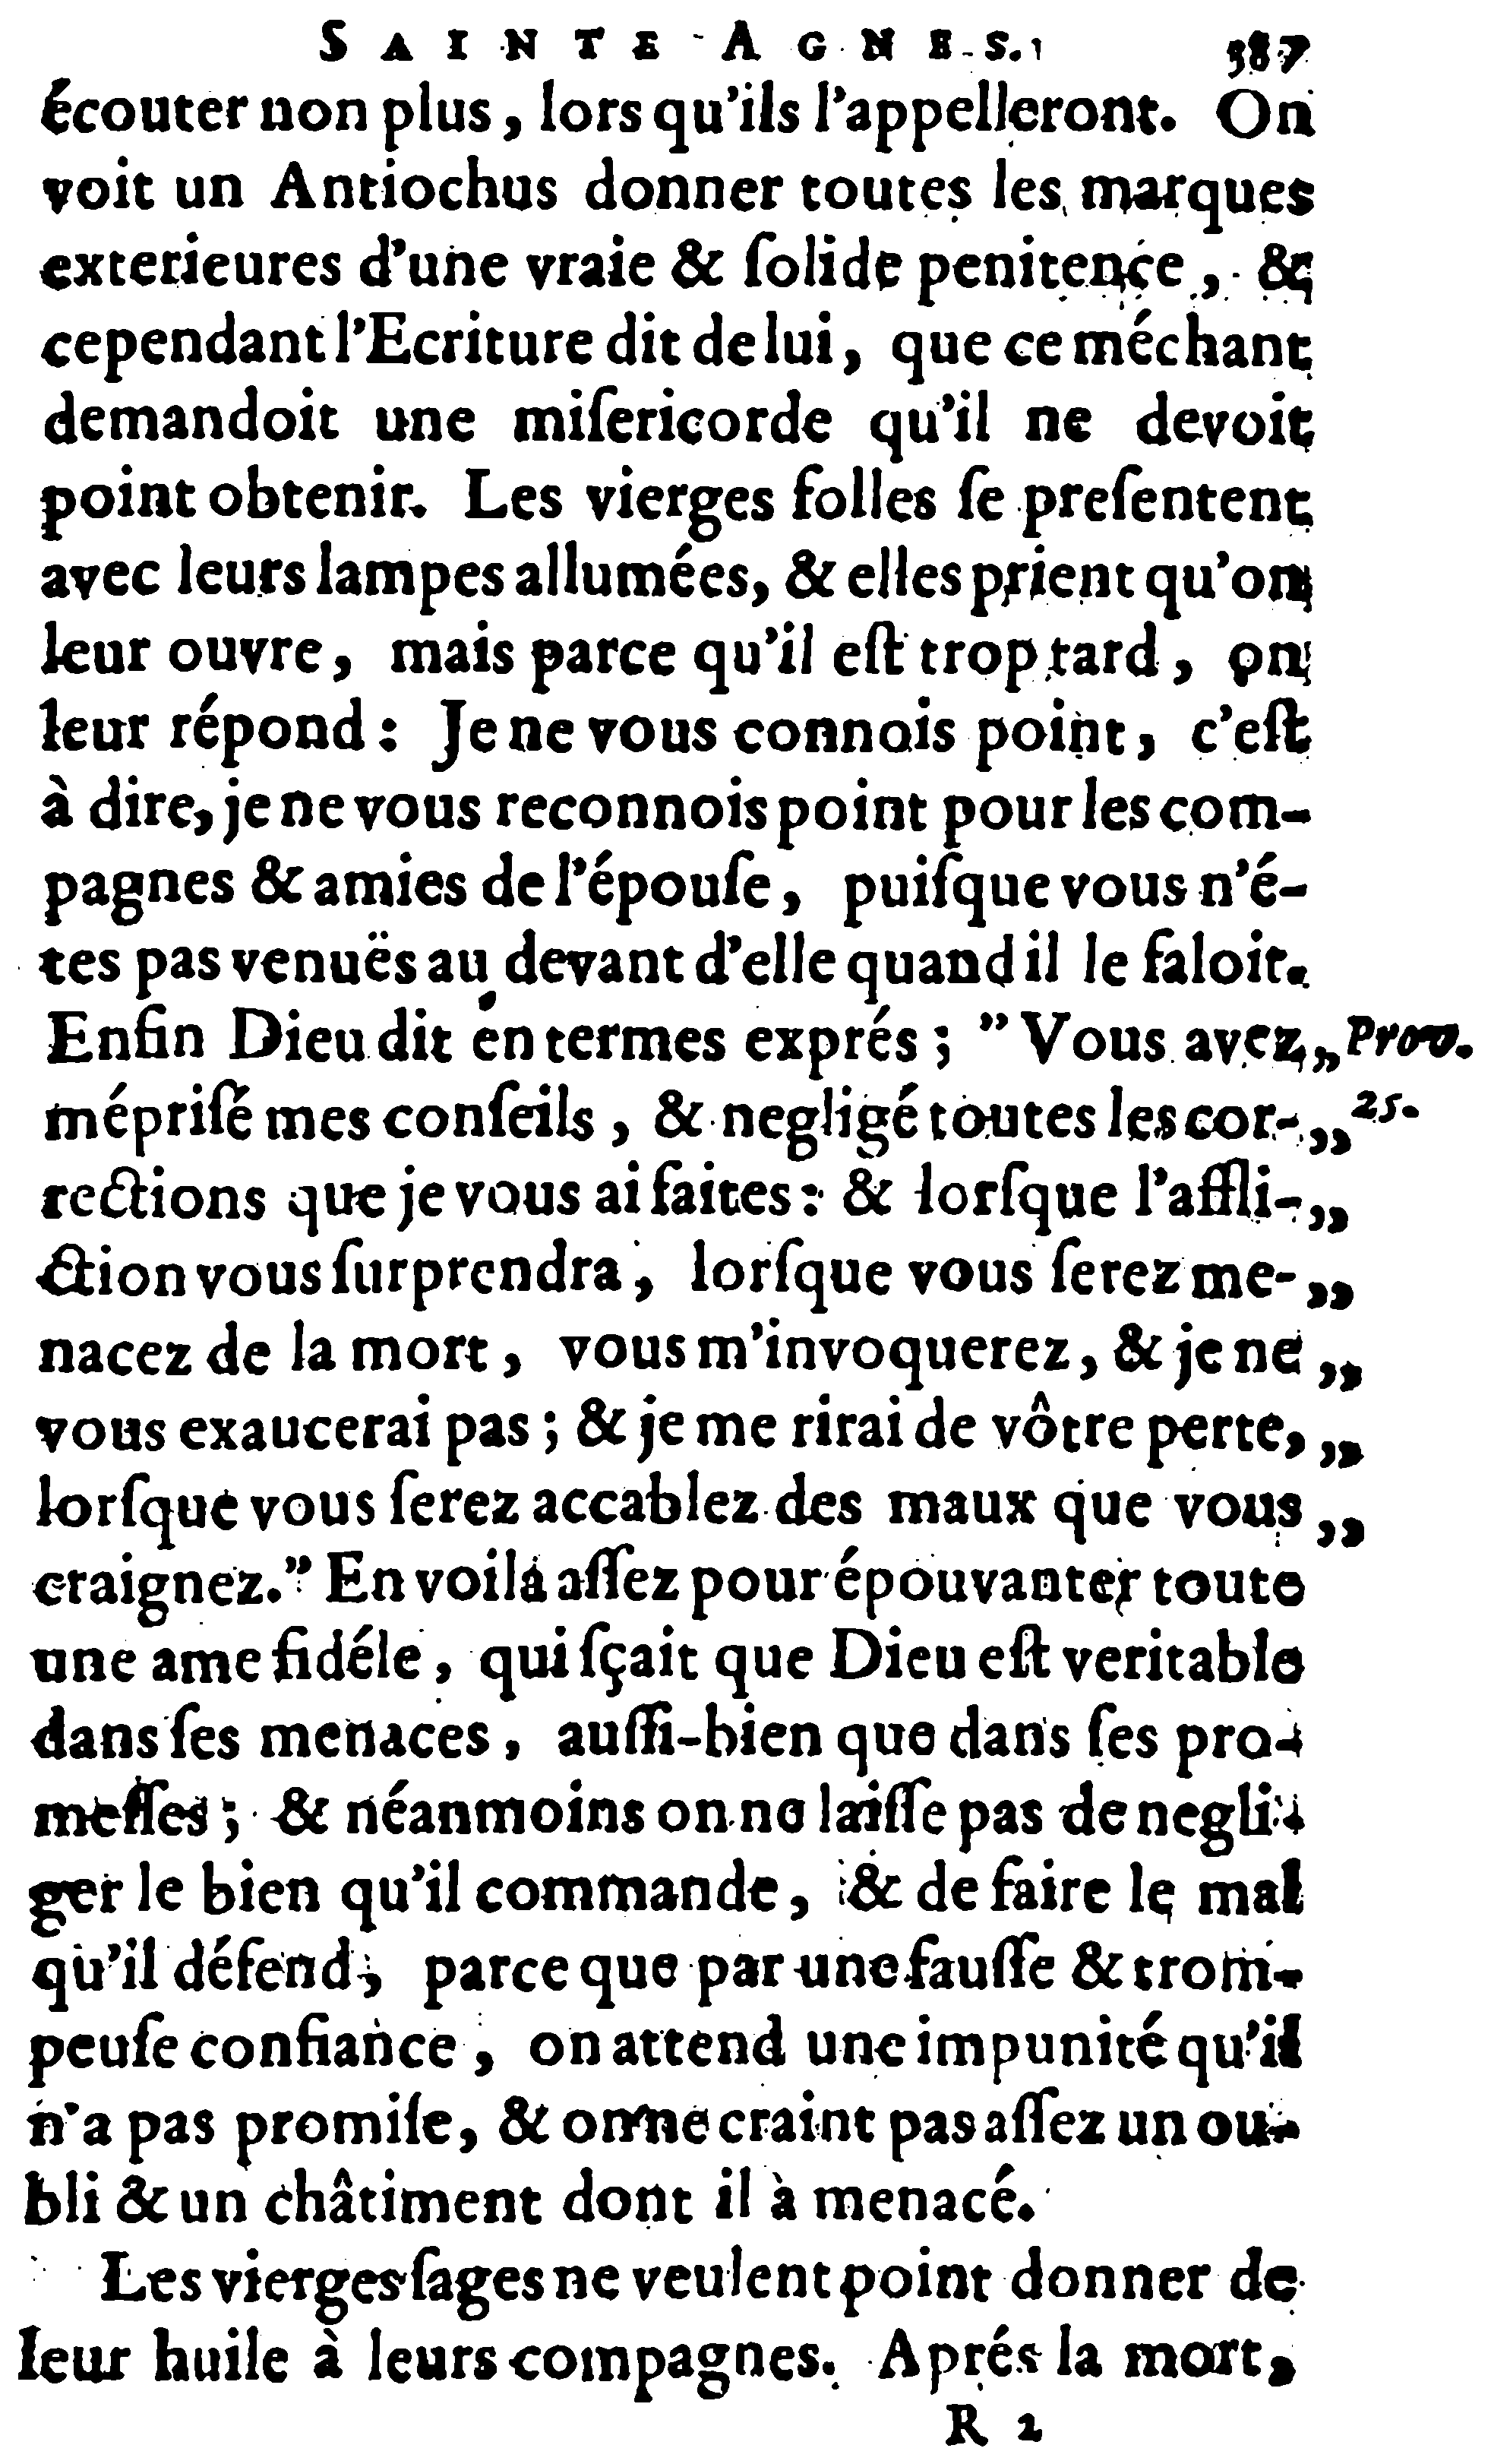 SAINTE AGNES. 387
écouter non plus, lors qu'ils l'appelleront. On
voit un Antiochus donner toutes les marques
exterieures d'une vraie & ſolide penitence, &
cependant l'Ecriture dit de lui, que ce méchant
demandoit une miſericorde qu'il ne devoit
point obtenir. Les vierges folles ſe preſentent
avec leurs lampes allumées, & elles prient qu'on
leur ouvre, mais parce qu'il eſt trop tard, on
leur répond: Je ne vous connois point, c'eſt
à dire, je ne vous reconnois point pour les com-
pagnes & amies de l'épouſe, puiſque vous n'é-
tes pas venuës au devant d'elle quand il le faloit.
Enfin Dieu dit en termes exprés; "Vous avez „ Prov.
mépriſé mes conſeils, & negligé toutes les cor- „ 25.
rections que je vous ai faites: & lorſque l'affli- „
ction vous ſurprendra, lorſque vous ſerez me- „
nacez de la mort, vous m'invoquerez, & je ne „
vous exaucerai pas; & je me rirai de vôtre perte, „
lorſque vous ſerez accablez des maux que vous „
craignez." En voilà aſſez pour épouvanter toute
une ame fidéle, qui ſçait que Dieu eſt veritable
dans ſes menaces, auſſi-bien que dans ſes pro-
meſſes; & néanmoins on ne laiſſe pas de negli-
ger le bien qu'il commande, & de faire le mal
qu'il défend, parce que par une fauſſe & trom-
peuſe confiance, on attend une impunité qu'il
n'a pas promiſe, & on ne craint pas aſſez un ou-
bli & un châtiment dont il à menacé.
Les vierges ſages ne veulent point donner de
leur huile à leurs compagnes. Aprés la mort,
R 2